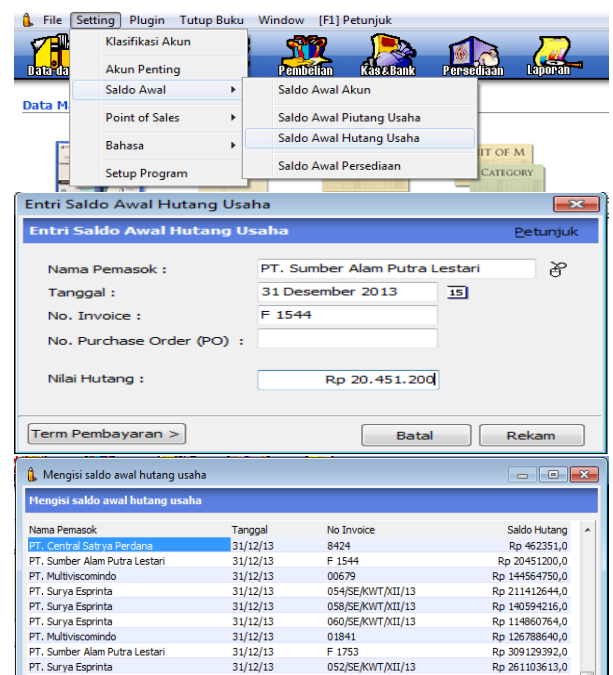 File Setting Plugin Tutup Buku Window [F1] Petunjuk
Klasifikasi Akun
Akun Penting
Saldo Awal
Point of Sales
Bahasa
Setup Program
Saldo Awal Akun
Saldo Awal Piutang Usaha
Saldo Awal Hutang Usaha
Saldo Awal Persediaan
Data-da Pembelian Kas&Bank Persediaan Laporan
Data M
IT OF M
CATEGORY
Entri Saldo Awal Hutang Usaha
Entri Saldo Awal Hutang Usaha Petunjuk
Nama Pemasok : PT. Sumber Alam Putra Lestari
Tanggal : 31 Desember 2013 15
No. Invoice : F 1544
No. Purchase Order (PO) :
Nilai Hutang : Rp 20.451.200
Term Pembayaran > Batal Rekam
Mengisi saldo awal hutang usaha
Mengisi saldo awal hutang usaha
Nama Pemasok Tanggal No Invoice Saldo Hutang
PT. Central Satrya Perdana 31/12/13 8424 Rp 462351,0
PT. Sumber Alam Putra Lestari 31/12/13 F 1544 Rp 20451200,0
PT. Multiviscomindo 31/12/13 00679 Rp 144564750,0
PT. Surya Esprinta 31/12/13 054/SE/KWT/XII/13 Rp 211412644,0
PT. Surya Esprinta 31/12/13 058/SE/KWT/XII/13 Rp 140594216,0
PT. Surya Esprinta 31/12/13 060/SE/KWT/XII/13 Rp 114860764,0
PT. Multiviscomindo 31/12/13 01841 Rp 126788640,0
PT. Sumber Alam Putra Lestari 31/12/13 F 1753 Rp 309129392,0
PT. Surya Esprinta 31/12/13 052/SE/KWT/XII/13 Rp 261103613,0